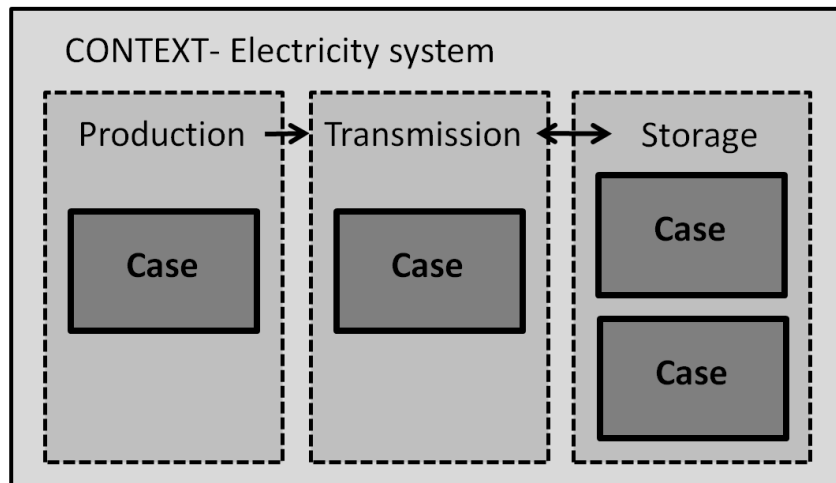 CONTEXT- Electricity system
Production
Transmission
Storage
Case
Case
Case
Case